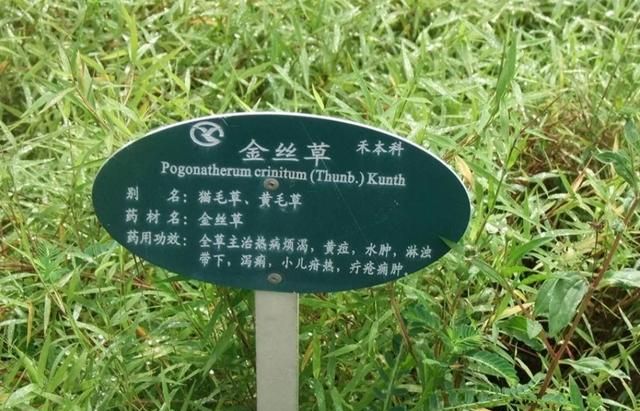 金丝草 禾本科
Pogonatherum crinitum (Thunb.) Kunth
别 名：猫毛草、黄毛草
药 材 名：金丝草
药用功效：全草主治热病烦渴，黄疸，水肿，淋浊
带下，泻痢，小儿疳热，疔疮痈肿。